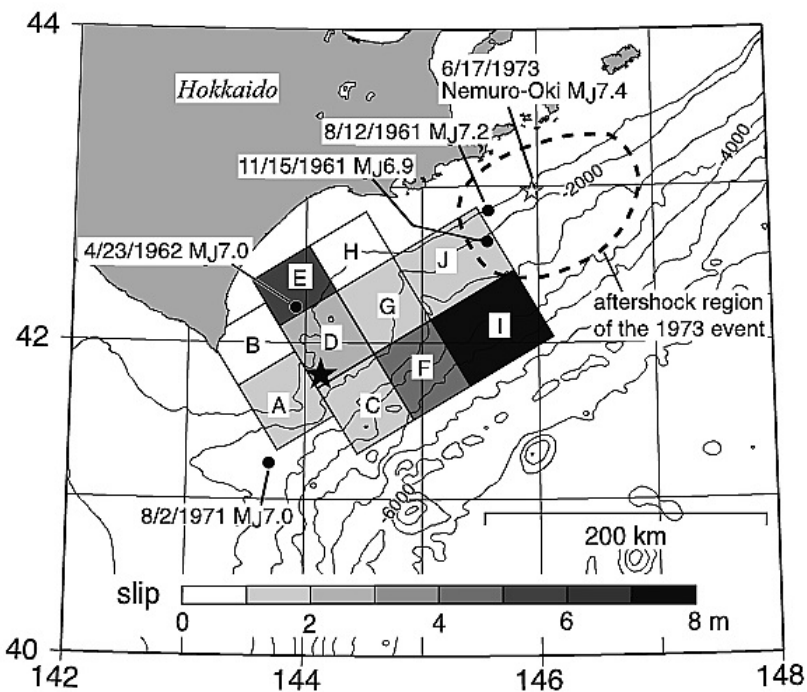 44
Hokkaido
6/17/1973
Nemuro-Oki MJ7.4
8/12/1961 MJ7.2
11/15/1961 MJ6.9
-4000
-2000
4/23/1962 MJ7.0
H
E
J
G
aftershock region
of the 1973 event
I
42
B
D
F
A
C
-6000
8/2/1971 MJ7.0
200 km
slip
0
2
4
6
8 m
40
142
144
146
148